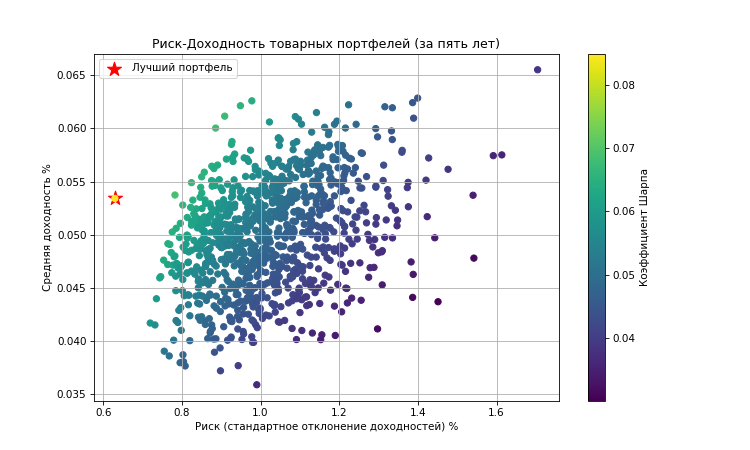 Риск-Доходность товарных портфелей (за пять лет)
Лучший портфель
Средняя доходность %
0.065
0.060
0.055
0.050
0.045
0.040
0.035
0.6 0.8 1.0 1.2 1.4 1.6
Риск (стандартное отклонение доходностей) %
0.08
0.07
0.06
0.05
0.04
Коэффициент Шарпа